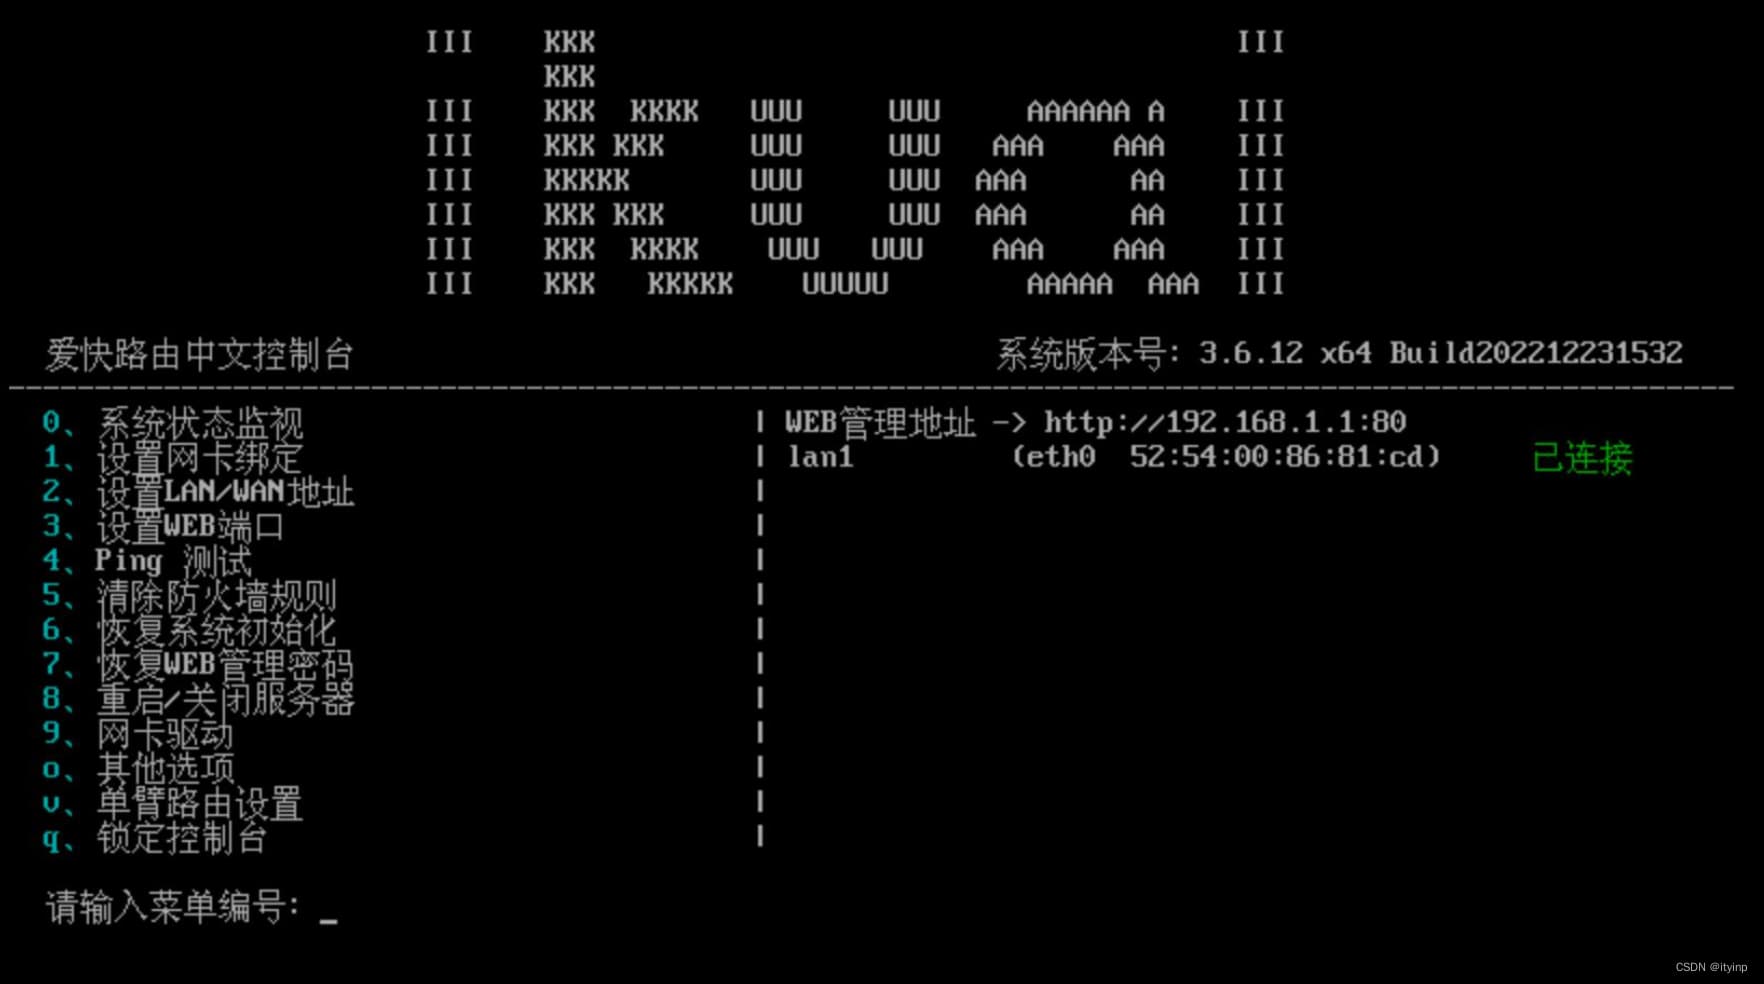 III    KKK                                     III
       KKK
III    KKK  KKKK   UUU     UUU     AAAAAA A    III
III    KKK KKK     UUU     UUU   AAA    AAA    III
III    KKKKK       UUU     UUU  AAA      AA    III
III    KKK KKK     UUU     UUU  AAA      AA    III
III    KKK  KKKK    UUU   UUU    AAA    AAA    III
III    KKK   KKKKK    UUUUU        AAAAA  AAA  III
爱快路由中文控制台 系统版本号: 3.6.12 x64 Build202212231532
0、系统状态监视 | WEB管理地址 -> http://192.168.1.1:80
1、设置网卡绑定 | lan1 (eth0 52:54:00:86:81:cd) 已连接
2、设置LAN/WAN地址 |
3、设置WEB端口 |
4、Ping 测试 |
5、清除防火墙规则 |
6、恢复系统初始化 |
7、恢复WEB管理密码 |
8、重启/关闭服务器 |
9、网卡驱动 |
o、其他选项 |
v、单臂路由设置 |
q、锁定控制台 |
请输入菜单编号: _
CSDN @ityinp